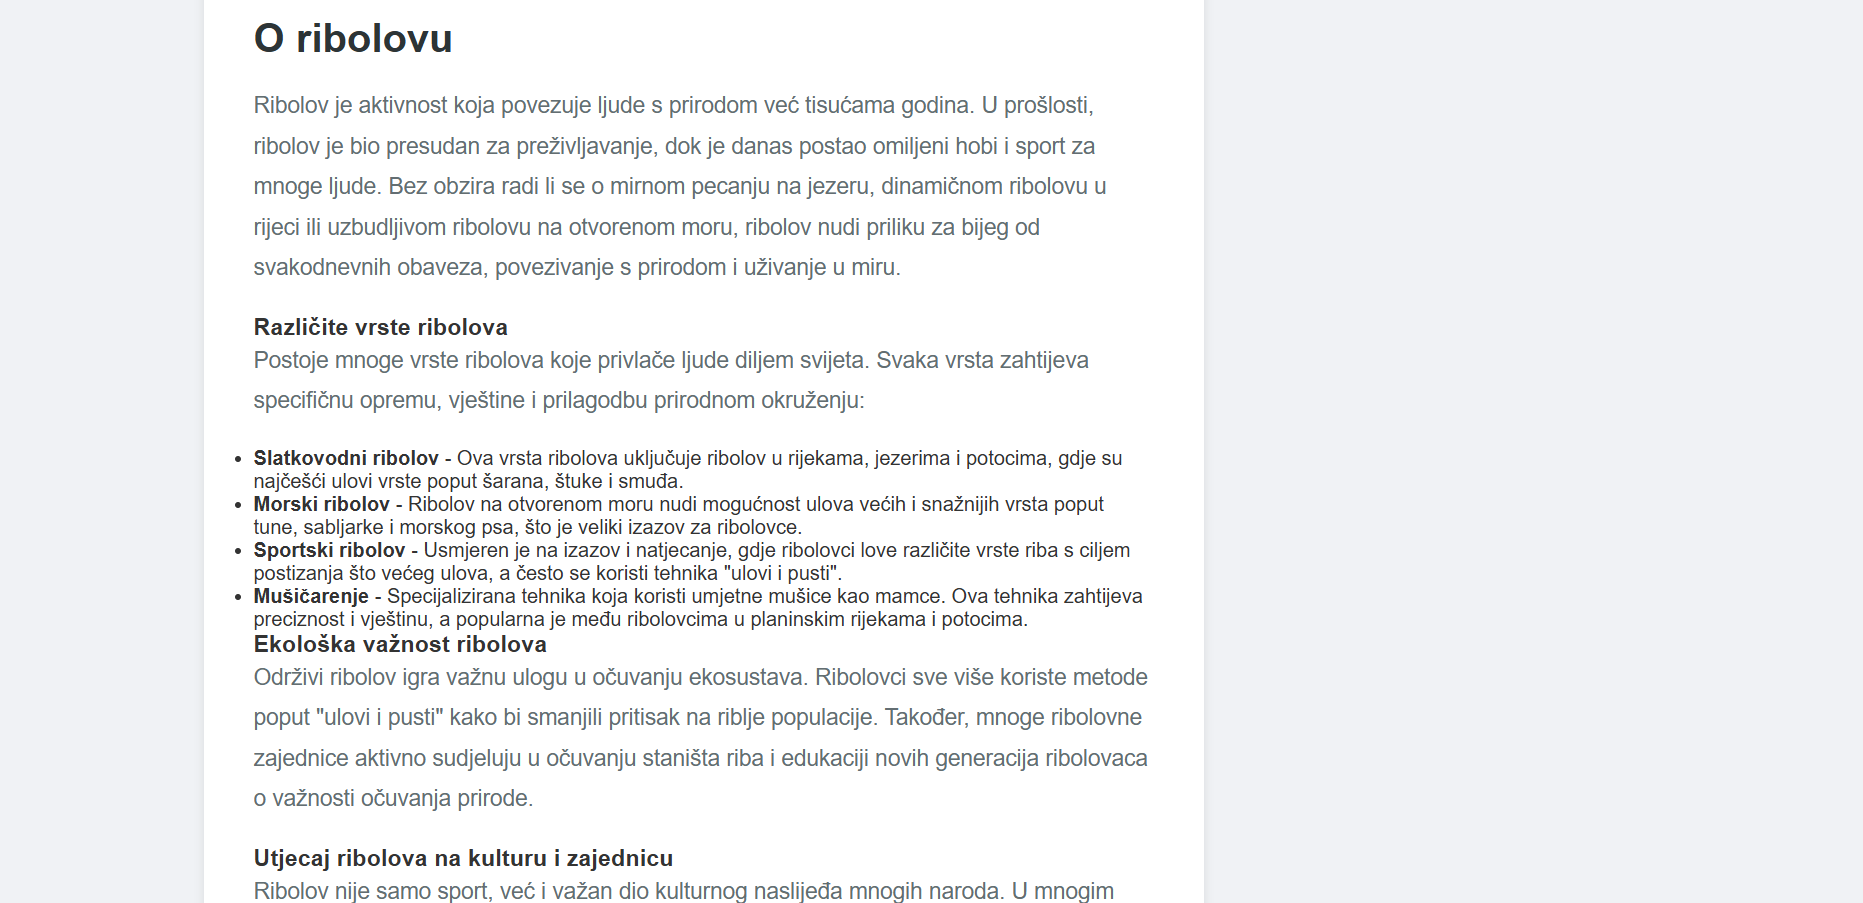 O ribolovu
Ribolov je aktivnost koja povezuje ljude s prirodom već tisućama godina. U prošlosti,
ribolov je bio presudan za preživljavanje, dok je danas postao omiljeni hobi i sport za
mnoge ljude. Bez obzira radi li se o mirnom pecanju na jezeru, dinamičnom ribolovu u
rijeci ili uzbudljivom ribolovu na otvorenom moru, ribolov nudi priliku za bijeg od
svakodnevnih obaveza, povezivanje s prirodom i uživanje u miru.
Različite vrste ribolova
Postoje mnoge vrste ribolova koje privlače ljude diljem svijeta. Svaka vrsta zahtijeva
specifičnu opremu, vještine i prilagodbu prirodnom okruženju:
• Slatkovodni ribolov - Ova vrsta ribolova uključuje ribolov u rijekama, jezerima i potocima, gdje su
najčešći ulovi vrste poput šarana, štuke i smuđa.
• Morski ribolov - Ribolov na otvorenom moru nudi mogućnost ulova većih i snažnijih vrsta poput
tune, sabljarke i morskog psa, što je veliki izazov za ribolovce.
• Sportski ribolov - Usmjeren je na izazov i natjecanje, gdje ribolovci love različite vrste riba s ciljem
postizanja što većeg ulova, a često se koristi tehnika "ulovi i pusti".
• Mušičarenje - Specijalizirana tehnika koja koristi umjetne mušice kao mamce. Ova tehnika zahtijeva
preciznost i vještinu, a popularna je među ribolovcima u planinskim rijekama i potocima.
Ekološka važnost ribolova
Održivi ribolov igra važnu ulogu u očuvanju ekosustava. Ribolovci sve više koriste metode
poput "ulovi i pusti" kako bi smanjili pritisak na riblje populacije. Također, mnoge ribolovne
zajednice aktivno sudjeluju u očuvanju staništa riba i edukaciji novih generacija ribolovaca
o važnosti očuvanja prirode.
Utjecaj ribolova na kulturu i zajednicu
Ribolov nije samo sport, već i važan dio kulturnog naslijeđa mnogih naroda. U mnogim